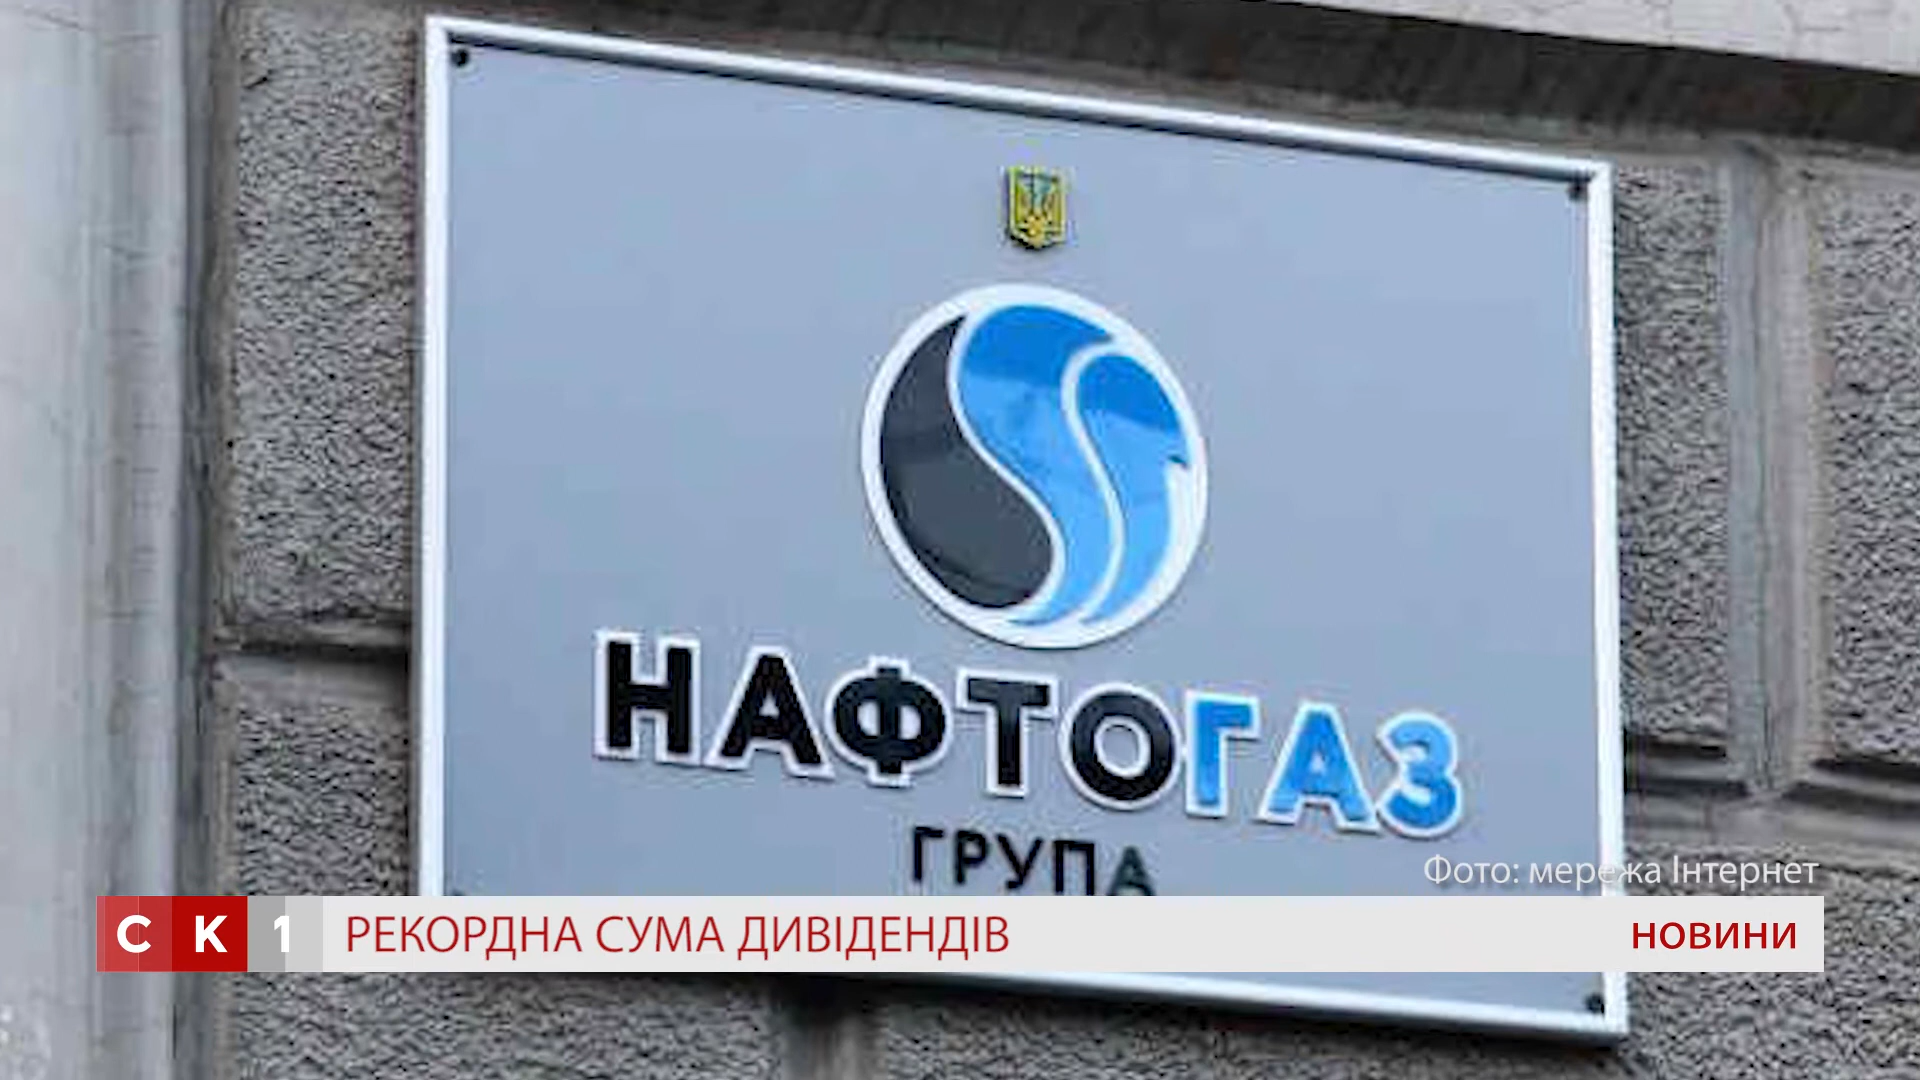 НАФТОГАЗ
ГРУПА
Фото: мережа Інтернет
СК1 РЕКОРДНА СУМА ДИВІДЕНДІВ НОВИНИ